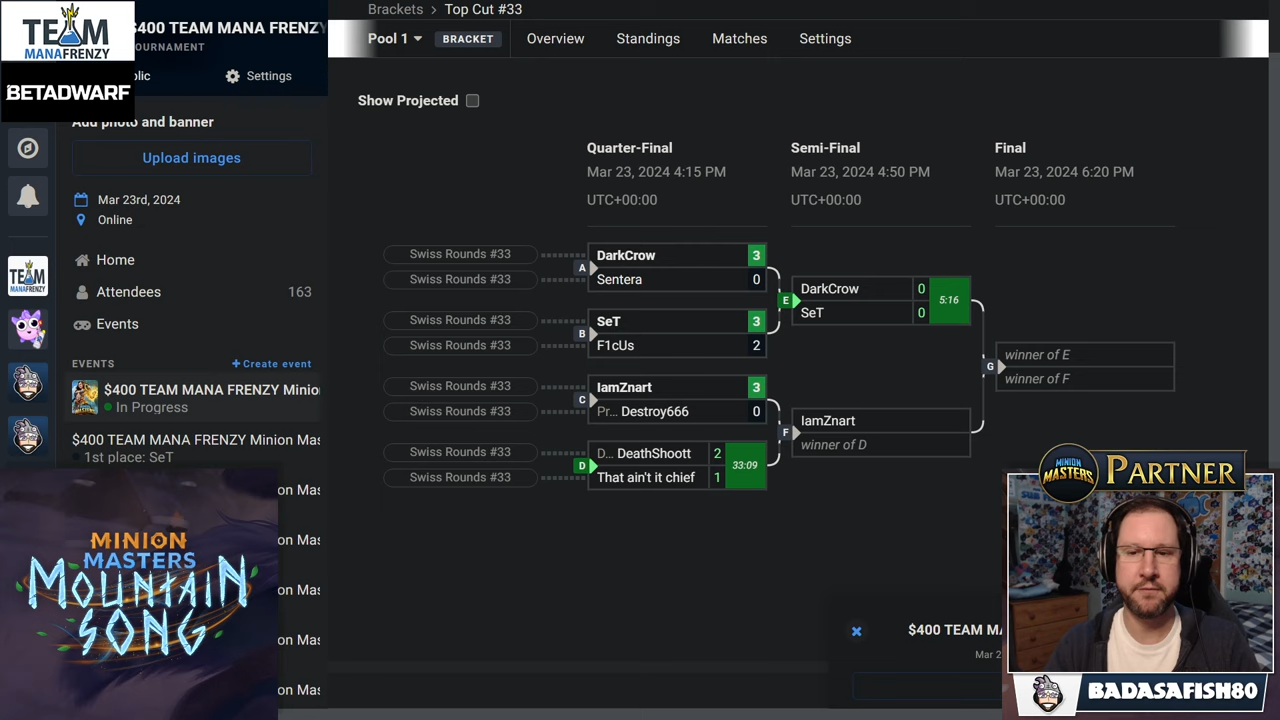 TEAM
MANAFRENZY
BETADWARF
$400 TEAM MANA FRENZY
OURNAMENT
blic
Settings
Add photo and banner
Upload images
Mar 23rd, 2024
Online
Home
Attendees 163
Events
EVENTS + Create event
$400 TEAM MANA FRENZY Minio
In Progress
$400 TEAM MANA FRENZY Minion Mas
1st place: SeT
ion Mas
ion Mas
ion Mas
ion Mas
ion Mas
MINION
MASTERS
MOUNTAIN
SONG
Brackets > Top Cut #33
Pool 1 BRACKET Overview Standings Matches Settings
Show Projected
Quarter-Final Semi-Final Final
Mar 23, 2024 4:15 PM Mar 23, 2024 4:50 PM Mar 23, 2024 6:20 PM
UTC+00:00 UTC+00:00 UTC+00:00
Swiss Rounds #33 DarkCrow 3
A
Swiss Rounds #33 Sentera 0
Swiss Rounds #33 SeT 3
B
Swiss Rounds #33 F1cUs 2
Swiss Rounds #33 IamZnart 3
C
Swiss Rounds #33 Pr... Destroy666 0
Swiss Rounds #33 D... DeathShoott 2
D 33:09
Swiss Rounds #33 That ain't it chief 1
DarkCrow 0
E 5:16
SeT 0
IamZnart
F
winner of D
winner of E
G
winner of F
$400 TEAM MA
Mar 2
MINION
MASTERS
PARTNER
BADASAFISH80